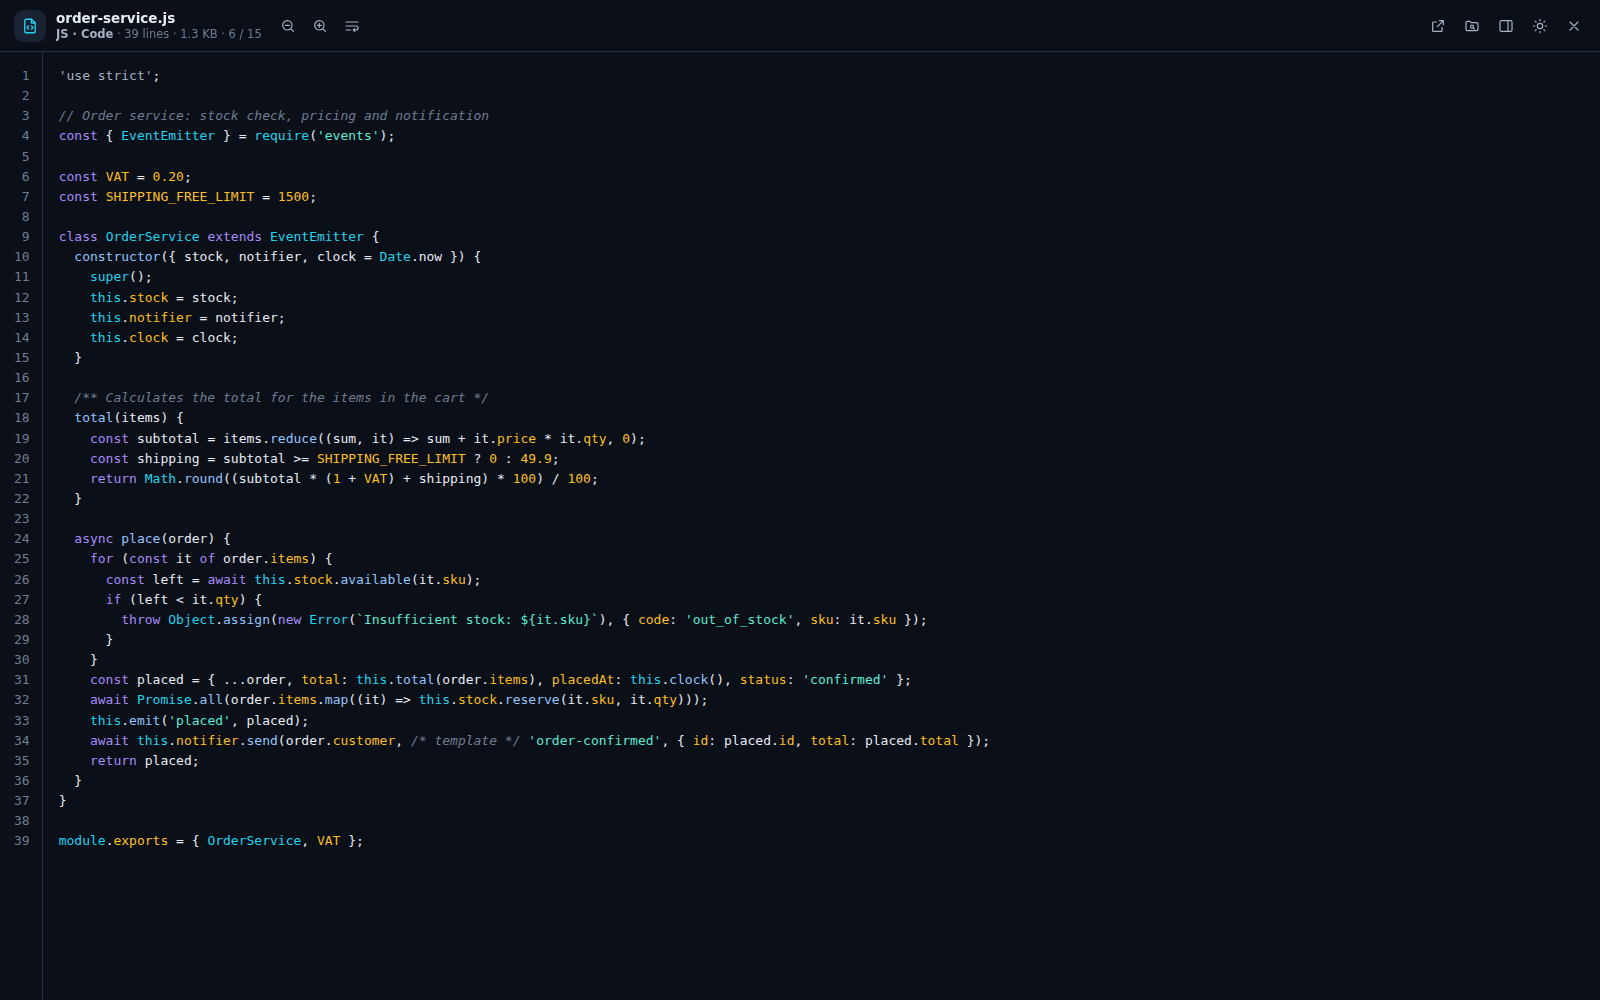 order-service.js
JS · Code · 39 lines · 1.3 KB · 6 / 15
1 'use strict';
2
3 // Order service: stock check, pricing and notification
4 const { EventEmitter } = require('events');
5
6 const VAT = 0.20;
7 const SHIPPING_FREE_LIMIT = 1500;
8
9 class OrderService extends EventEmitter {
10   constructor({ stock, notifier, clock = Date.now }) {
11     super();
12     this.stock = stock;
13     this.notifier = notifier;
14     this.clock = clock;
15   }
16
17   /** Calculates the total for the items in the cart */
18   total(items) {
19     const subtotal = items.reduce((sum, it) => sum + it.price * it.qty, 0);
20     const shipping = subtotal >= SHIPPING_FREE_LIMIT ? 0 : 49.9;
21     return Math.round((subtotal * (1 + VAT) + shipping) * 100) / 100;
22   }
23
24   async place(order) {
25     for (const it of order.items) {
26       const left = await this.stock.available(it.sku);
27       if (left < it.qty) {
28         throw Object.assign(new Error(`Insufficient stock: ${it.sku}`), { code: 'out_of_stock', sku: it.sku });
29       }
30     }
31     const placed = { ...order, total: this.total(order.items), placedAt: this.clock(), status: 'confirmed' };
32     await Promise.all(order.items.map((it) => this.stock.reserve(it.sku, it.qty)));
33     this.emit('placed', placed);
34     await this.notifier.send(order.customer, /* template */ 'order-confirmed', { id: placed.id, total: placed.total });
35     return placed;
36   }
37 }
38
39 module.exports = { OrderService, VAT };